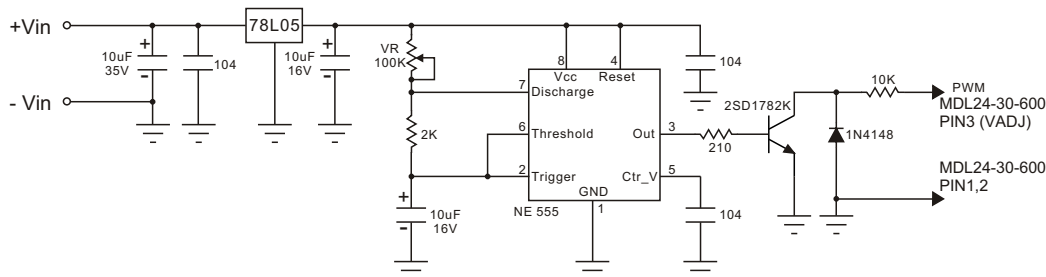 +Vin
- Vin
+
10uF
35V
-
104
78L05
+
10uF
16V
-
VR
100K
2K
+
10uF
16V
-
8
Vcc
4
Reset
7
Discharge
6
Threshold
2
Trigger
Out
3
Ctr_V
5
GND
1
NE 555
104
104
210
2SD1782K
1N4148
10K
PWM
MDL24-30-600
PIN3 (VADJ)
MDL24-30-600
PIN1,2